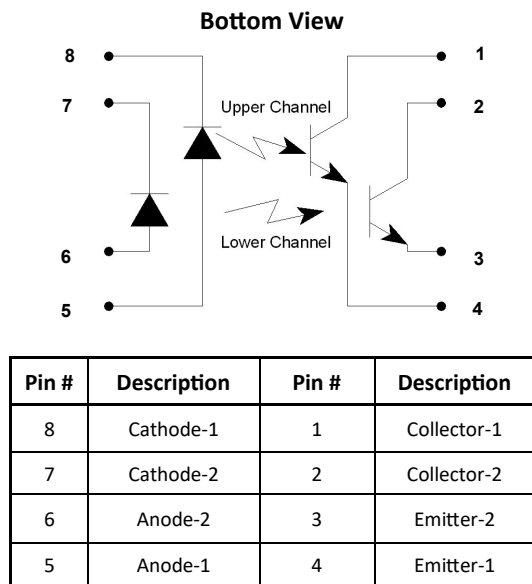 Bottom View
8 1
7 2
Upper Channel
Lower Channel
6 3
5 4
Pin # Description Pin # Description
8 Cathode-1 1 Collector-1
7 Cathode-2 2 Collector-2
6 Anode-2 3 Emitter-2
5 Anode-1 4 Emitter-1